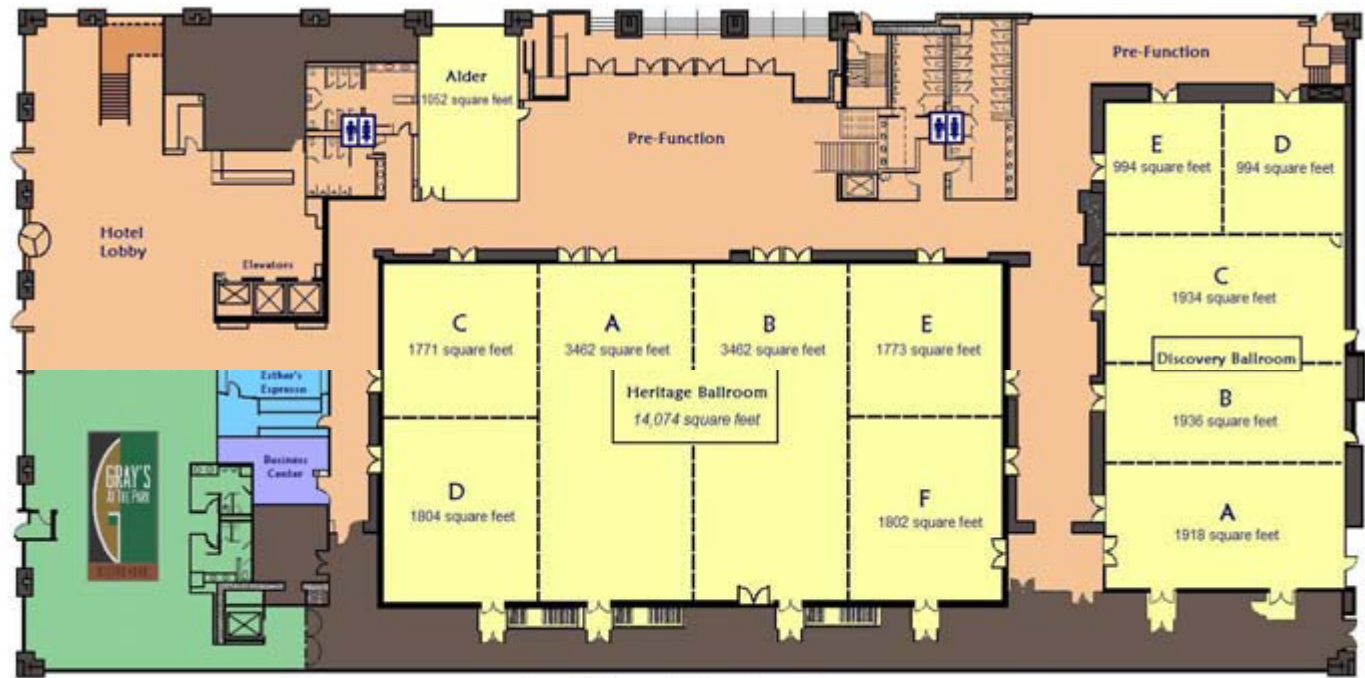 Pre-Function
Alder
1052 square feet
Pre-Function
E
994 square feet
D
994 square feet
Hotel
Lobby
Elevators
C
1771 square feet
A
3462 square feet
B
3462 square feet
E
1773 square feet
C
1934 square feet
Discovery Ballroom
Esther's
Espresso
Heritage Ballroom
14,074 square feet
B
1936 square feet
GRAY'S
AT THE PARK
Business
Center
D
1804 square feet
F
1802 square feet
A
1918 square feet